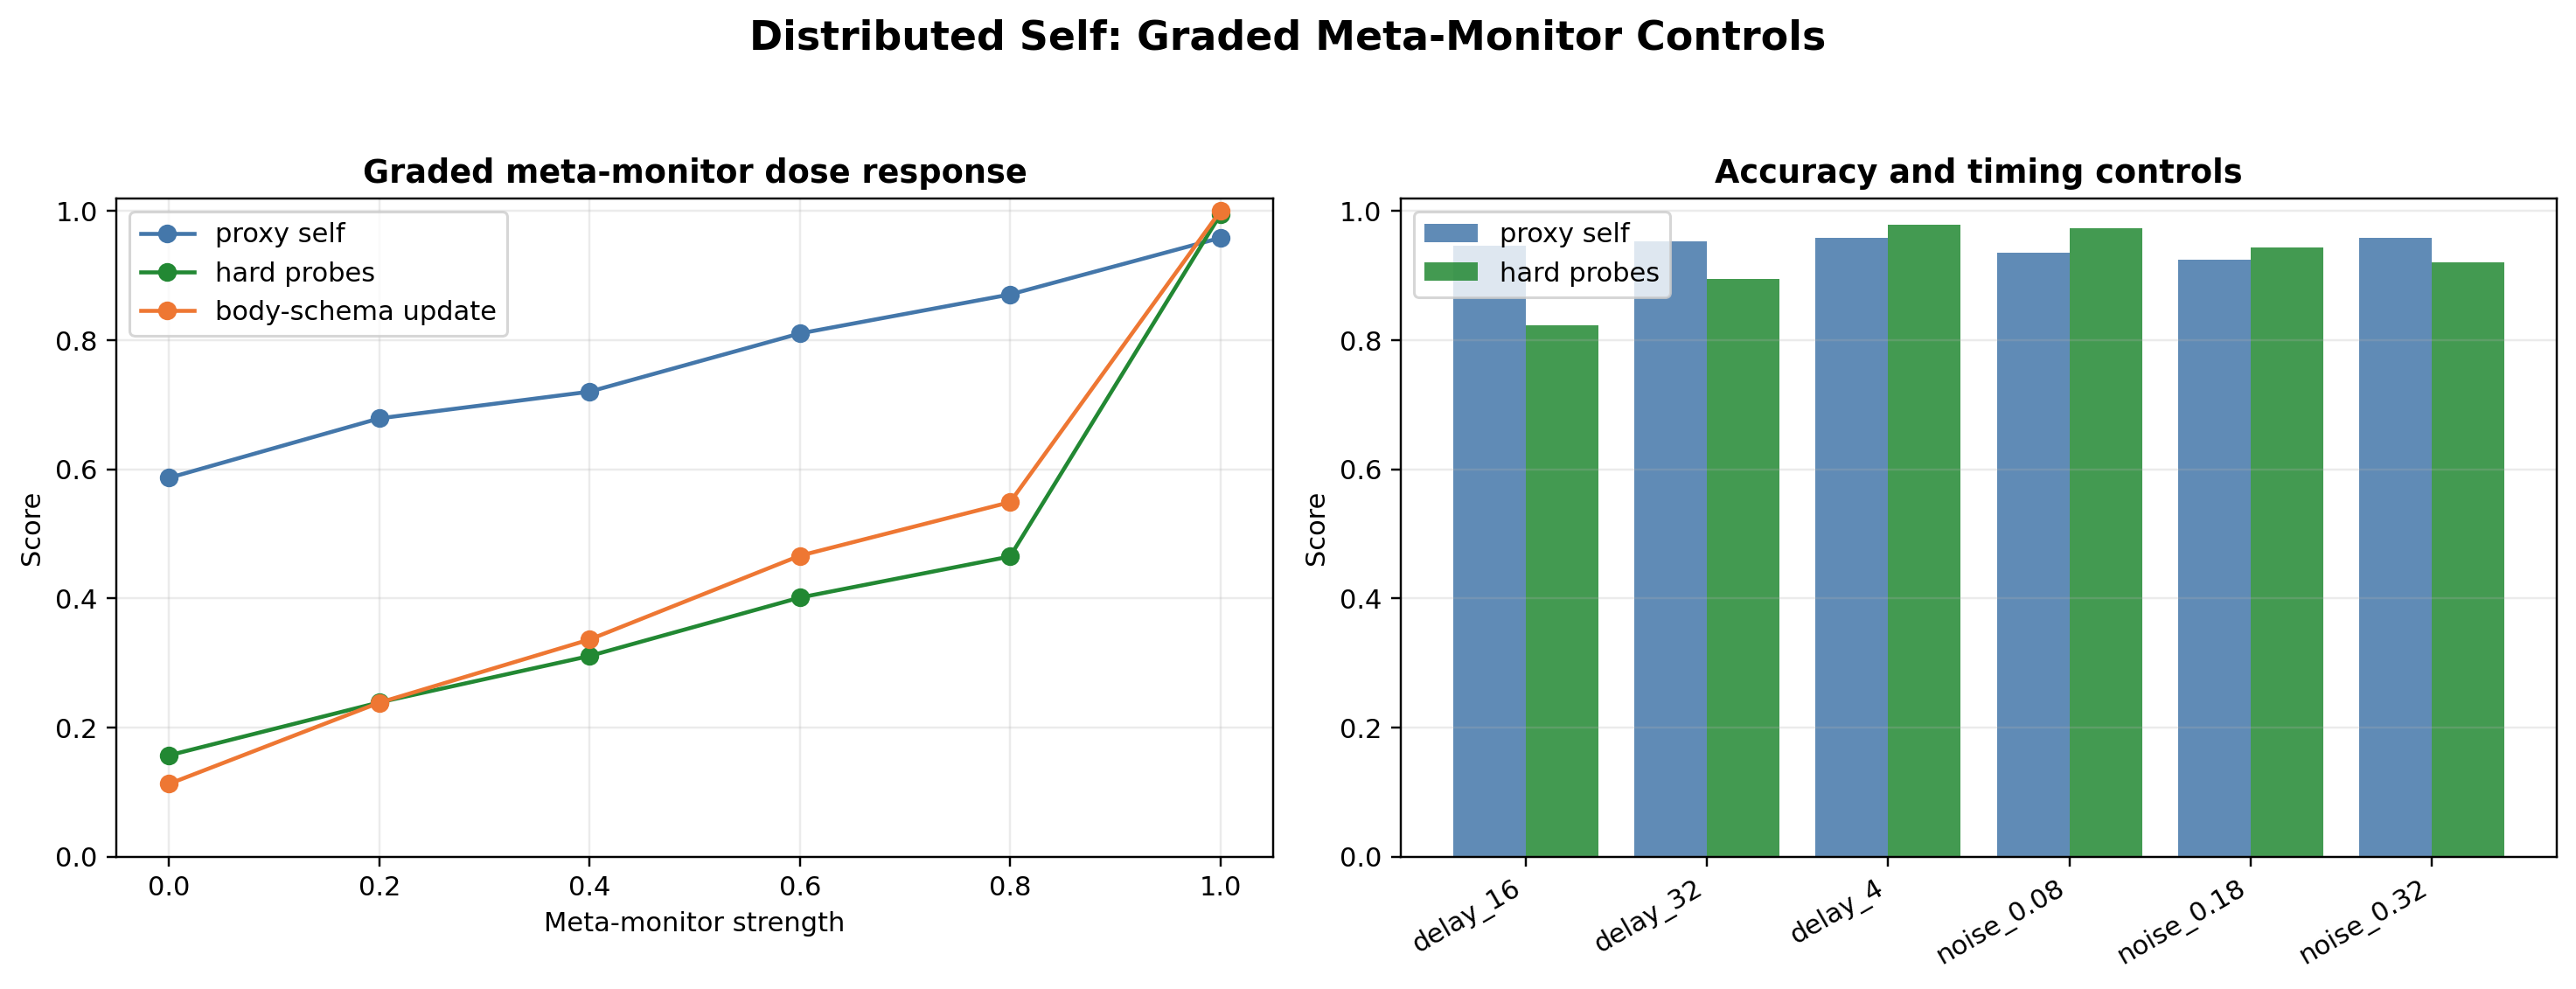 Distributed Self: Graded Meta-Monitor Controls
Graded meta-monitor dose response
proxy self
hard probes
body-schema update
Score
1.0
0.8
0.6
0.4
0.2
0.0
0.0 0.2 0.4 0.6 0.8 1.0
Meta-monitor strength
Accuracy and timing controls
proxy self
hard probes
Score
1.0
0.8
0.6
0.4
0.2
0.0
delay_16
delay_32
delay_4
noise_0.08
noise_0.18
noise_0.32